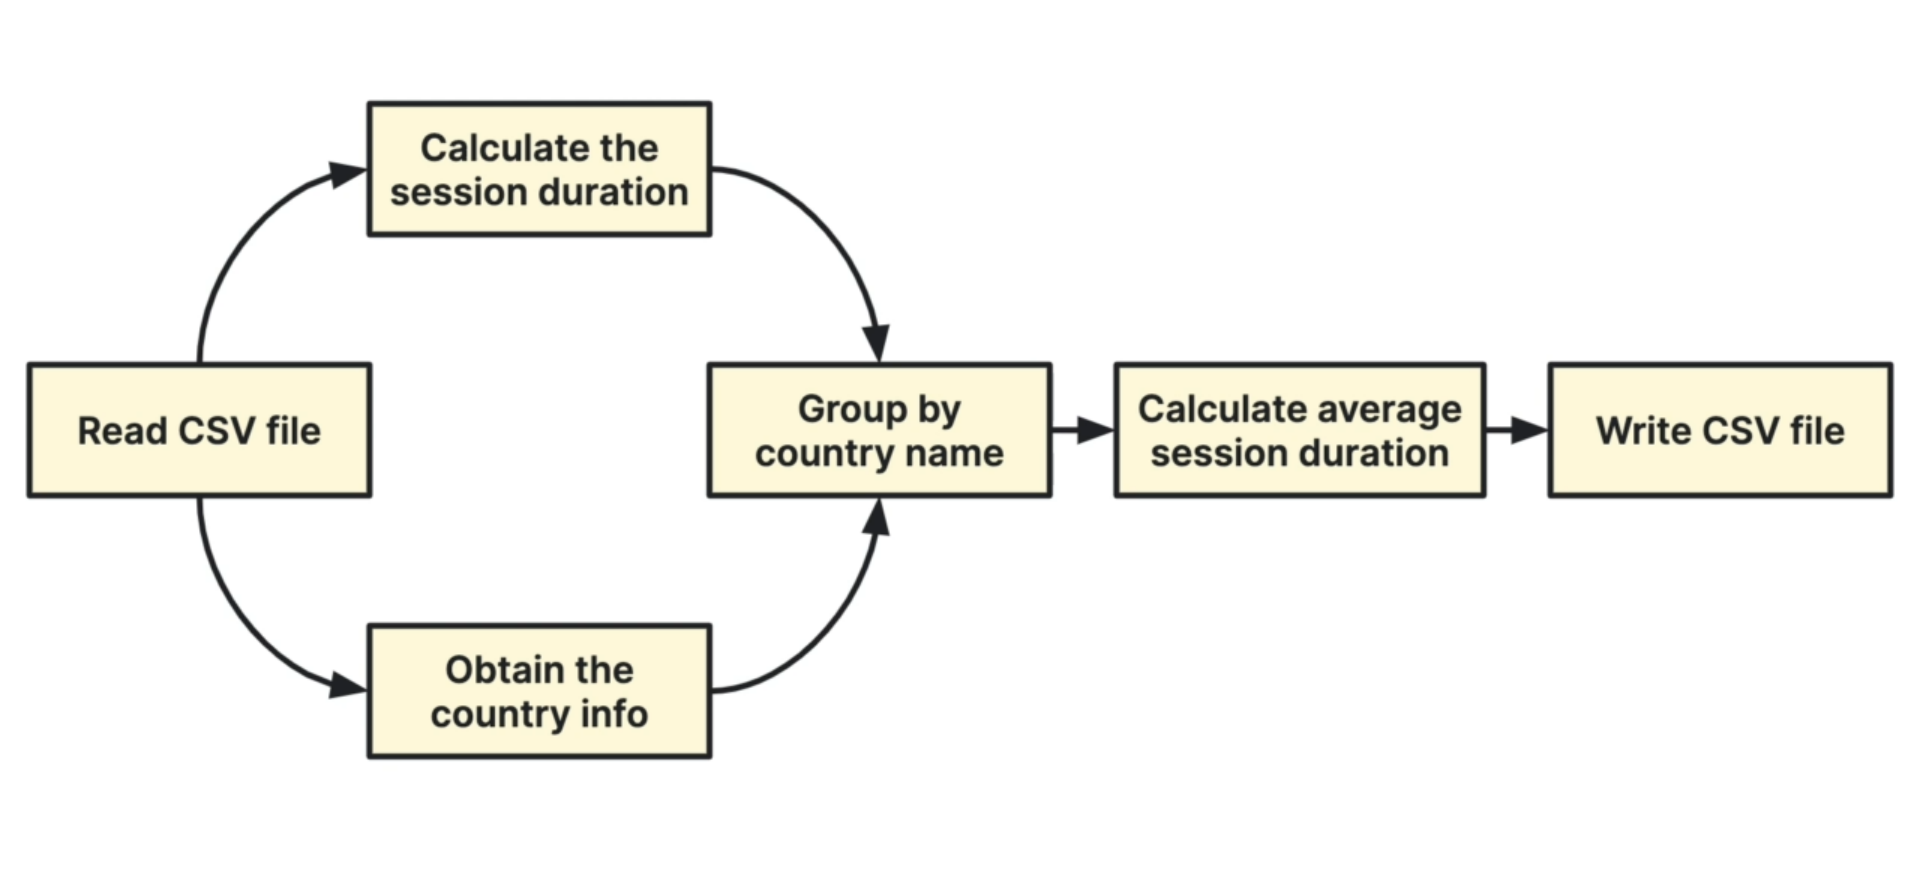 Calculate the
session duration
Read CSV file
Group by
country name
Calculate average
session duration
Write CSV file
Obtain the
country info